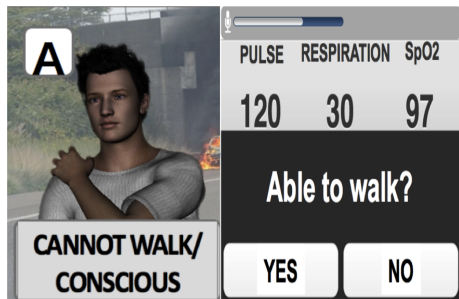 A
CANNOT WALK/
CONSCIOUS
PULSE RESPIRATION SpO2
120 30 97
Able to walk?
YES NO